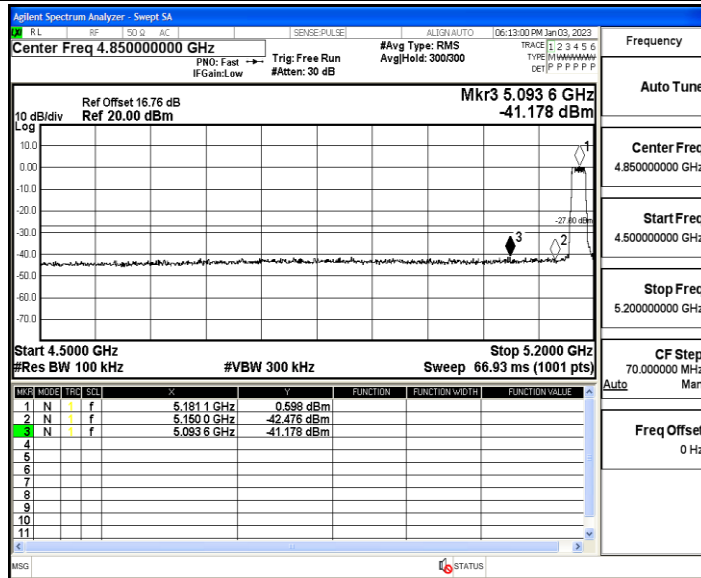 Agilent Spectrum Analyzer - Swept SA
RL RF 50 Ω AC SENSE:PULSE ALIGN AUTO 06:13:00 PM Jan 03, 2023
Center Freq 4.850000000 GHz
PNO: Fast
IFGain:Low
Trig: Free Run
#Atten: 30 dB
#Avg Type: RMS
Avg|Hold: 300/300
TRACE 1 2 3 4 5 6
TYPE M W W W W W
DET P P P P P P
Ref Offset 16.76 dB
10 dB/div Ref 20.00 dBm
Log
Mkr3 5.093 6 GHz
-41.178 dBm
10.0
0.00
-10.0
-20.0
-30.0
-40.0
-50.0
-60.0
-70.0
1
-27.00 dBm
3
2
Start 4.5000 GHz Stop 5.2000 GHz
#Res BW 100 kHz #VBW 300 kHz Sweep 66.93 ms (1001 pts)
MKR MODE TRC SCL X Y FUNCTION FUNCTION WIDTH FUNCTION VALUE
1 N 1 f 5.181 1 GHz 0.598 dBm
2 N 1 f 5.150 0 GHz -42.476 dBm
3 N 1 f 5.093 6 GHz -41.178 dBm
4
5
6
7
8
9
10
11
MSG STATUS
Frequency
Auto Tune
Center Freq
4.850000000 GHz
Start Freq
4.500000000 GHz
Stop Freq
5.200000000 GHz
CF Step
70.000000 MHz
Auto Man
Freq Offset
0 Hz